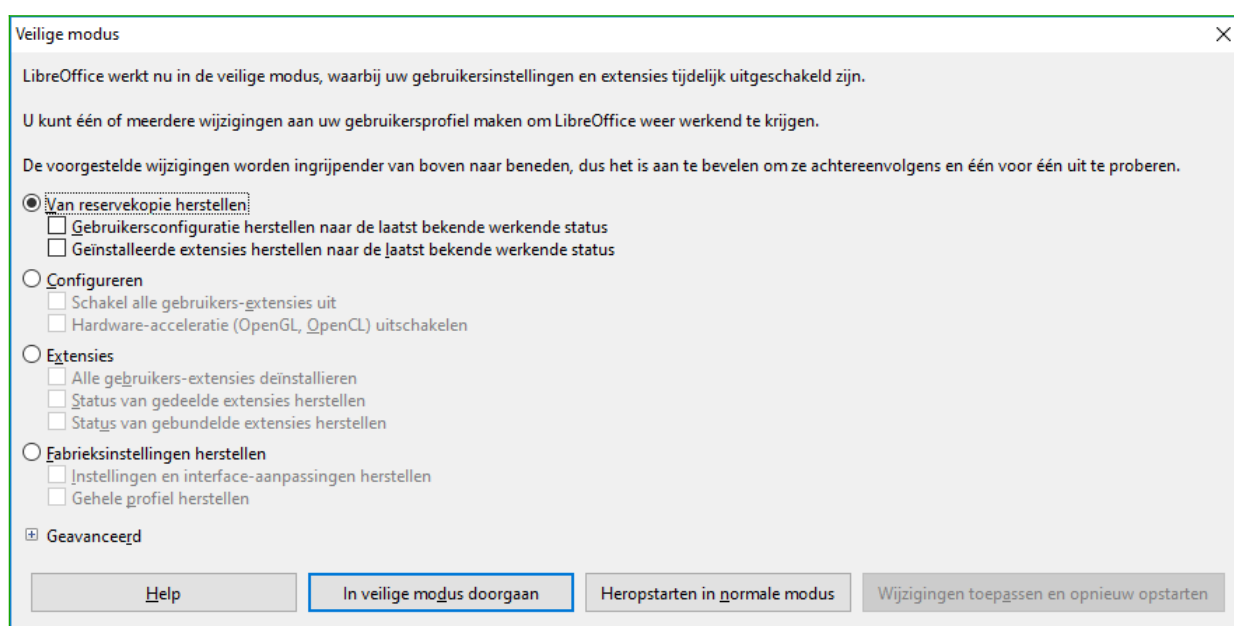 Veilige modus
LibreOffice werkt nu in de veilige modus, waarbij uw gebruikersinstellingen en extensies tijdelijk uitgeschakeld zijn.
U kunt één of meerdere wijzigingen aan uw gebruikersprofiel maken om LibreOffice weer werkend te krijgen.
De voorgestelde wijzigingen worden ingrijpender van boven naar beneden, dus het is aan te bevelen om ze achtereenvolgens en één voor één uit te proberen.
Van reservekopie herstellen
Gebruikersconfiguratie herstellen naar de laatst bekende werkende status
Geïnstalleerde extensies herstellen naar de laatst bekende werkende status
Configureren
Schakel alle gebruikers-extensies uit
Hardware-acceleratie (OpenGL, OpenCL) uitschakelen
Extensies
Alle gebruikers-extensies deïnstallieren
Status van gedeelde extensies herstellen
Status van gebundelde extensies herstellen
Fabrieksinstellingen herstellen
Instellingen en interface-aanpassingen herstellen
Gehele profiel herstellen
Geavanceerd
Help In veilige modus doorgaan Heropstarten in normale modus Wijzigingen toepassen en opnieuw opstarten